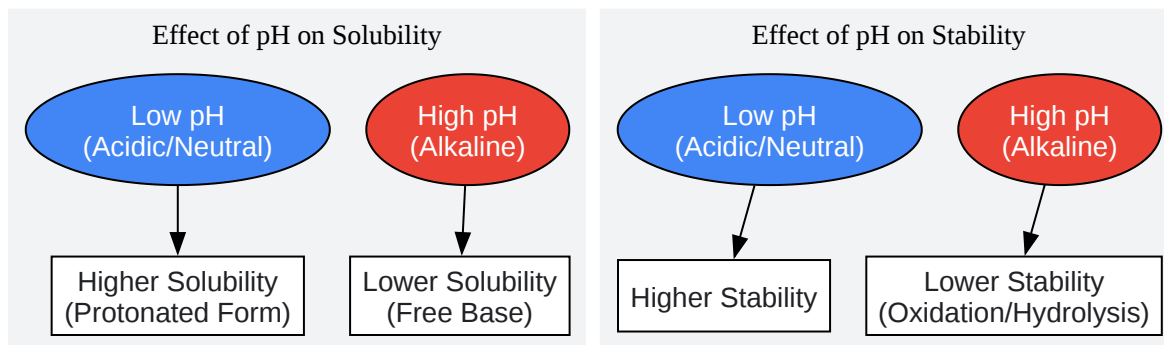 Effect of pH on Solubility
Low pH
(Acidic/Neutral)
High pH
(Alkaline)
Higher Solubility
(Protonated Form)
Lower Solubility
(Free Base)
Effect of pH on Stability
Low pH
(Acidic/Neutral)
High pH
(Alkaline)
Higher Stability
Lower Stability
(Oxidation/Hydrolysis)